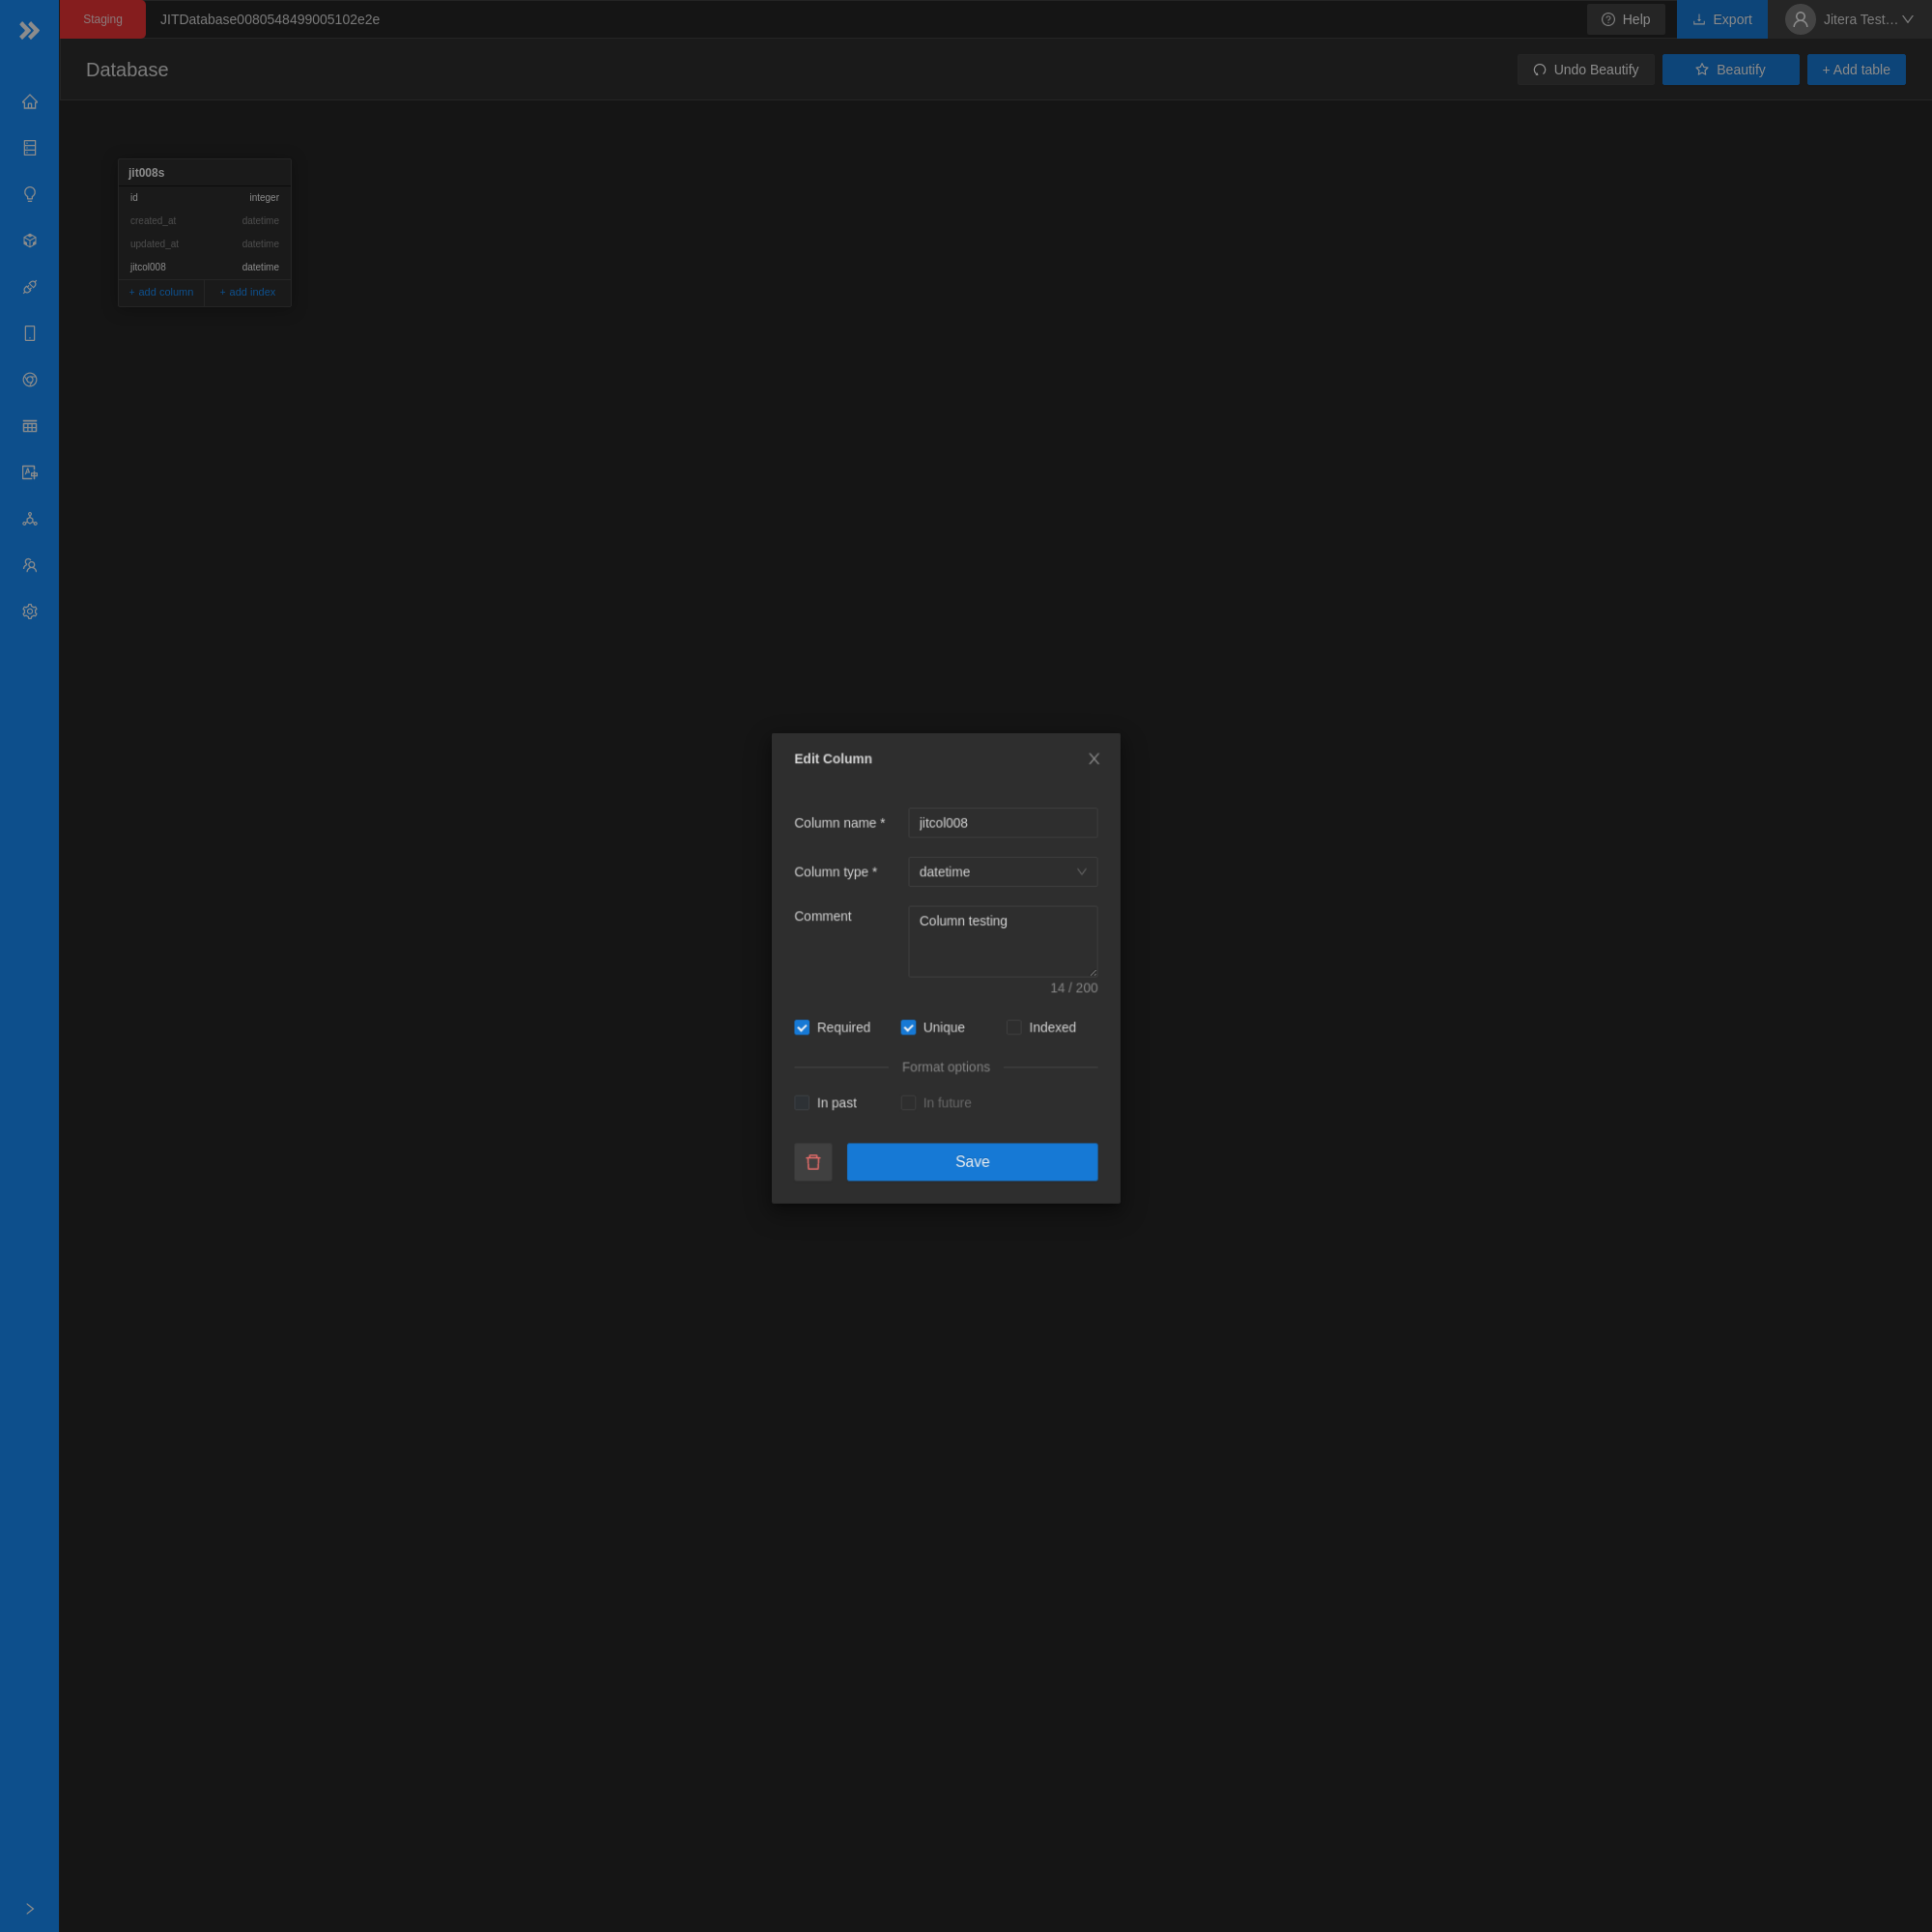 Staging
JITDatabase0080548499005102e2e
Help
Export
Jitera Test…
Database
Undo Beautify
Beautify
+ Add table
jit008s
id integer
created_at datetime
updated_at datetime
jitcol008 datetime
+ add column + add index
Edit Column
Column name * jitcol008
Column type * datetime
Comment Column testing
14 / 200
Required Unique Indexed
Format options
In past In future
Save